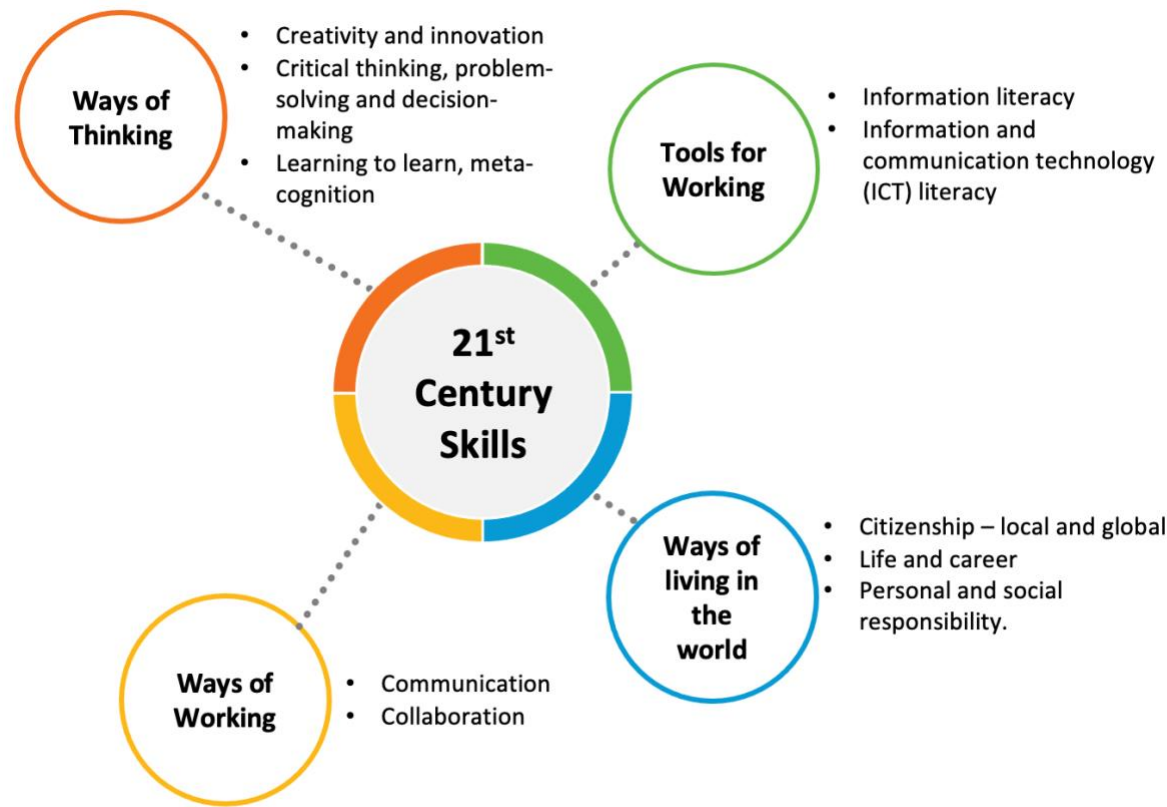 Ways of
Thinking
• Creativity and innovation
• Critical thinking, problem-
solving and decision-
making
• Learning to learn, meta-
cognition
Tools for
Working
• Information literacy
• Information and
communication technology
(ICT) literacy
21st
Century
Skills
Ways of
living in
the
world
• Citizenship – local and global
• Life and career
• Personal and social
responsibility.
Ways of
Working
• Communication
• Collaboration